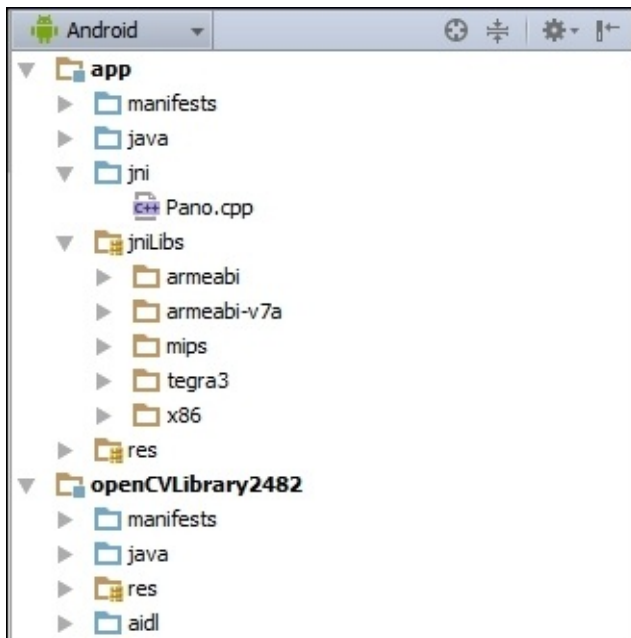 Android
app
manifests
java
jni
C++ Pano.cpp
jniLibs
armeabi
armeabi-v7a
mips
tegra3
x86
res
openCVLibrary2482
manifests
java
res
aidl